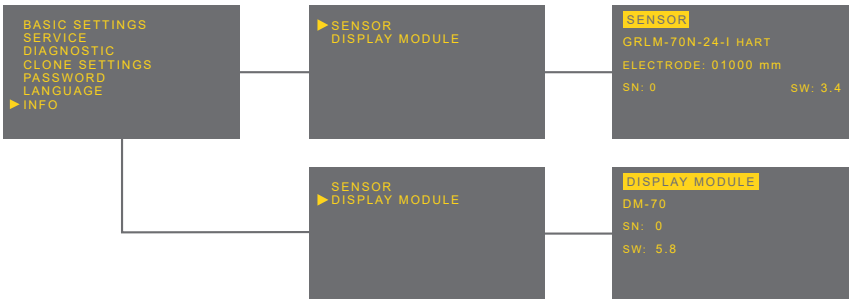 BASIC SETTINGS
SERVICE
DIAGNOSTIC
CLONE SETTINGS
PASSWORD
LANGUAGE
INFO
SENSOR
DISPLAY MODULE
SENSOR
GRLM-70N-24-I HART
ELECTRODE: 01000 mm
SN: 0 SW: 3.4
SENSOR
DISPLAY MODULE
DISPLAY MODULE
DM-70
SN: 0
SW: 5.8